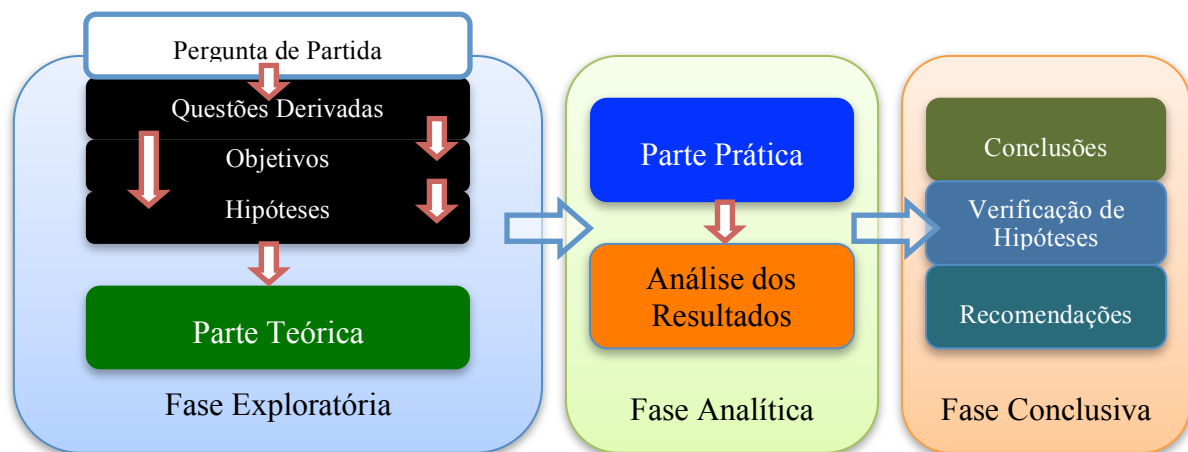 Pergunta de Partida
Questões Derivadas
Objetivos
Hipóteses
Parte Teórica
Fase Exploratória
Parte Prática
Análise dos
Resultados
Fase Analítica
Conclusões
Verificação de
Hipóteses
Recomendações
Fase Conclusiva